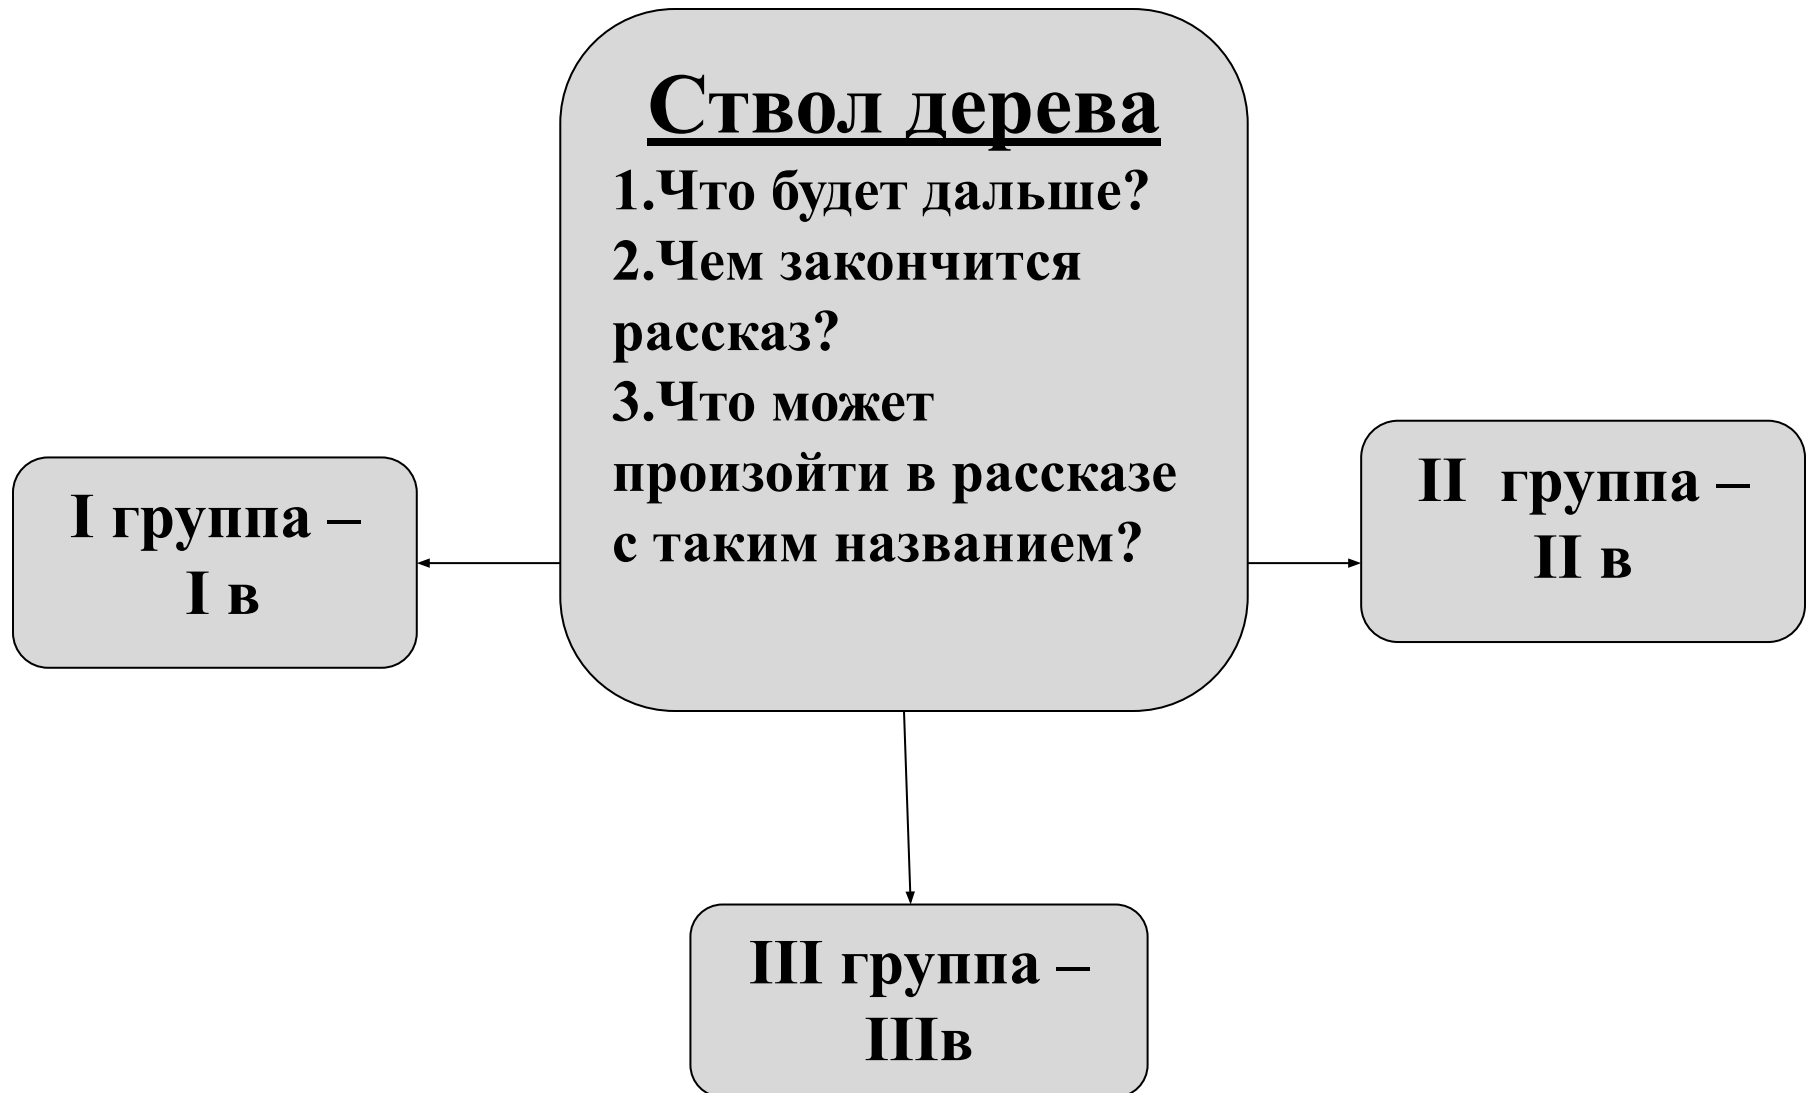 Ствол дерева
1.Что будет дальше?
2.Чем закончится
рассказ?
3.Что может
произойти в рассказе
с таким названием?
I группа –
I в
II группа –
II в
III группа –
IIIв